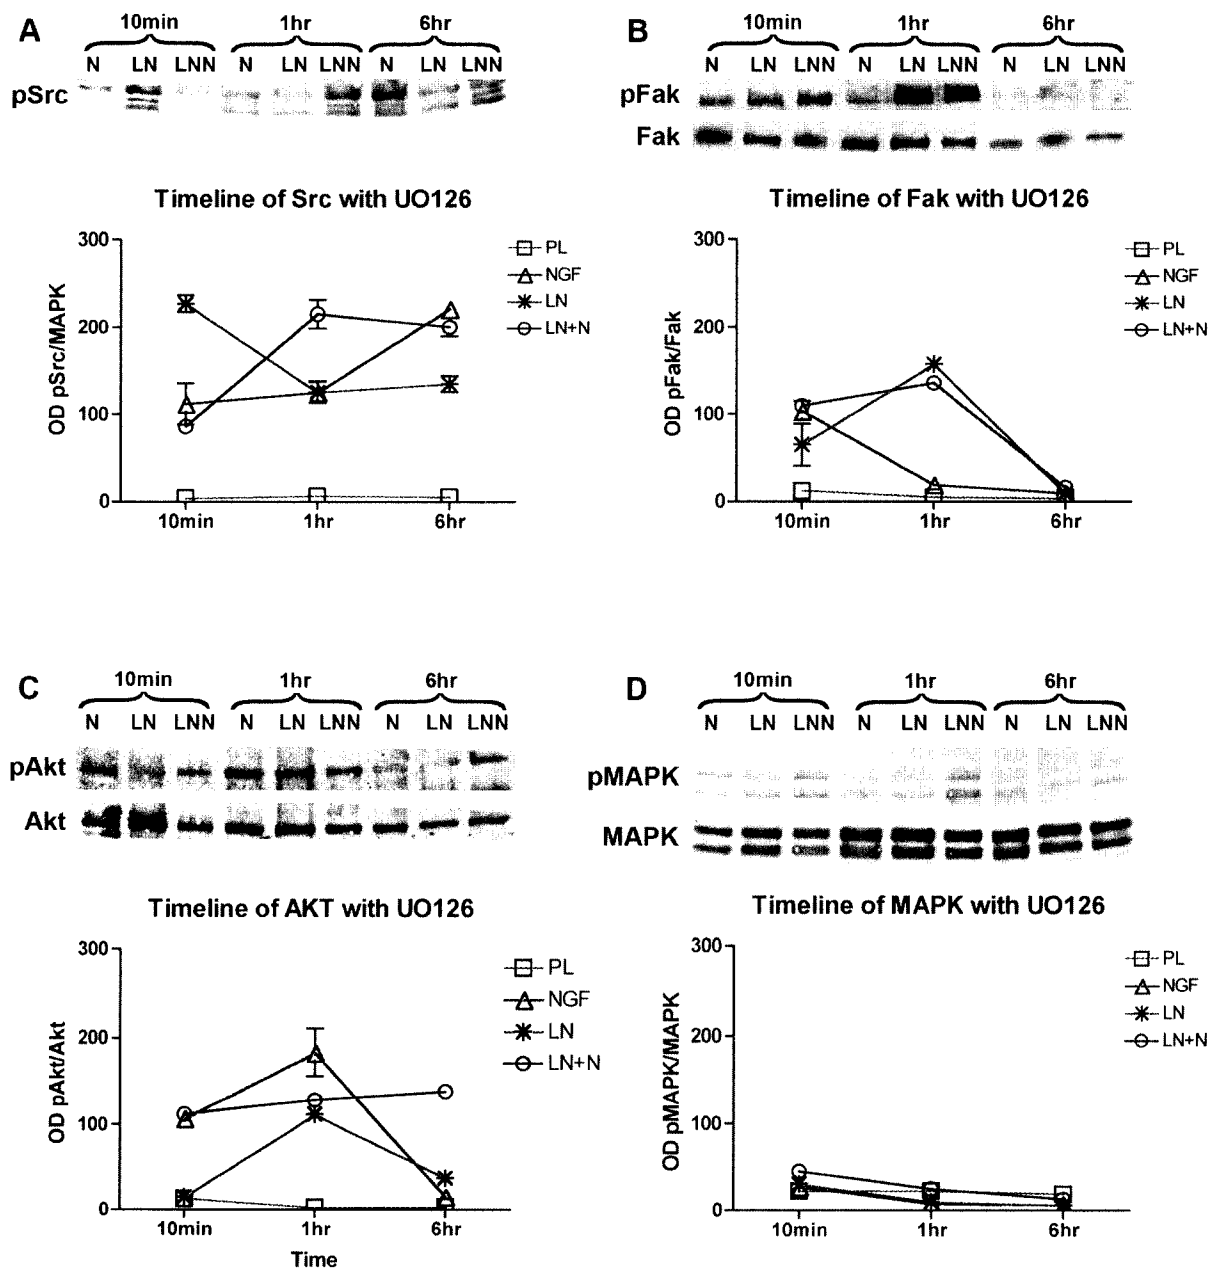 A
10min 1hr 6hr
N LN LNN N LN LNN N LN LNN
pSrc
Timeline of Src with UO126
OD pSrc/MAPK
300
200
100
0
10min 1hr 6hr
PL
NGF
LN
LN+N
B
10min 1hr 6hr
N LN LNN N LN LNN N LN LNN
pFak
Fak
Timeline of Fak with UO126
OD pFak/Fak
300
200
100
0
10min 1hr 6hr
PL
NGF
LN
LN+N
C
10min 1hr 6hr
N LN LNN N LN LNN N LN LNN
pAkt
Akt
Timeline of AKT with UO126
OD pAkt/Akt
300
200
100
0
10min 1hr 6hr
Time
PL
NGF
LN
LN+N
D
10min 1hr 6hr
N LN LNN N LN LNN N LN LNN
pMAPK
MAPK
Timeline of MAPK with UO126
OD pMAPK/MAPK
300
200
100
0
10min 1hr 6hr
PL
NGF
LN
LN+N